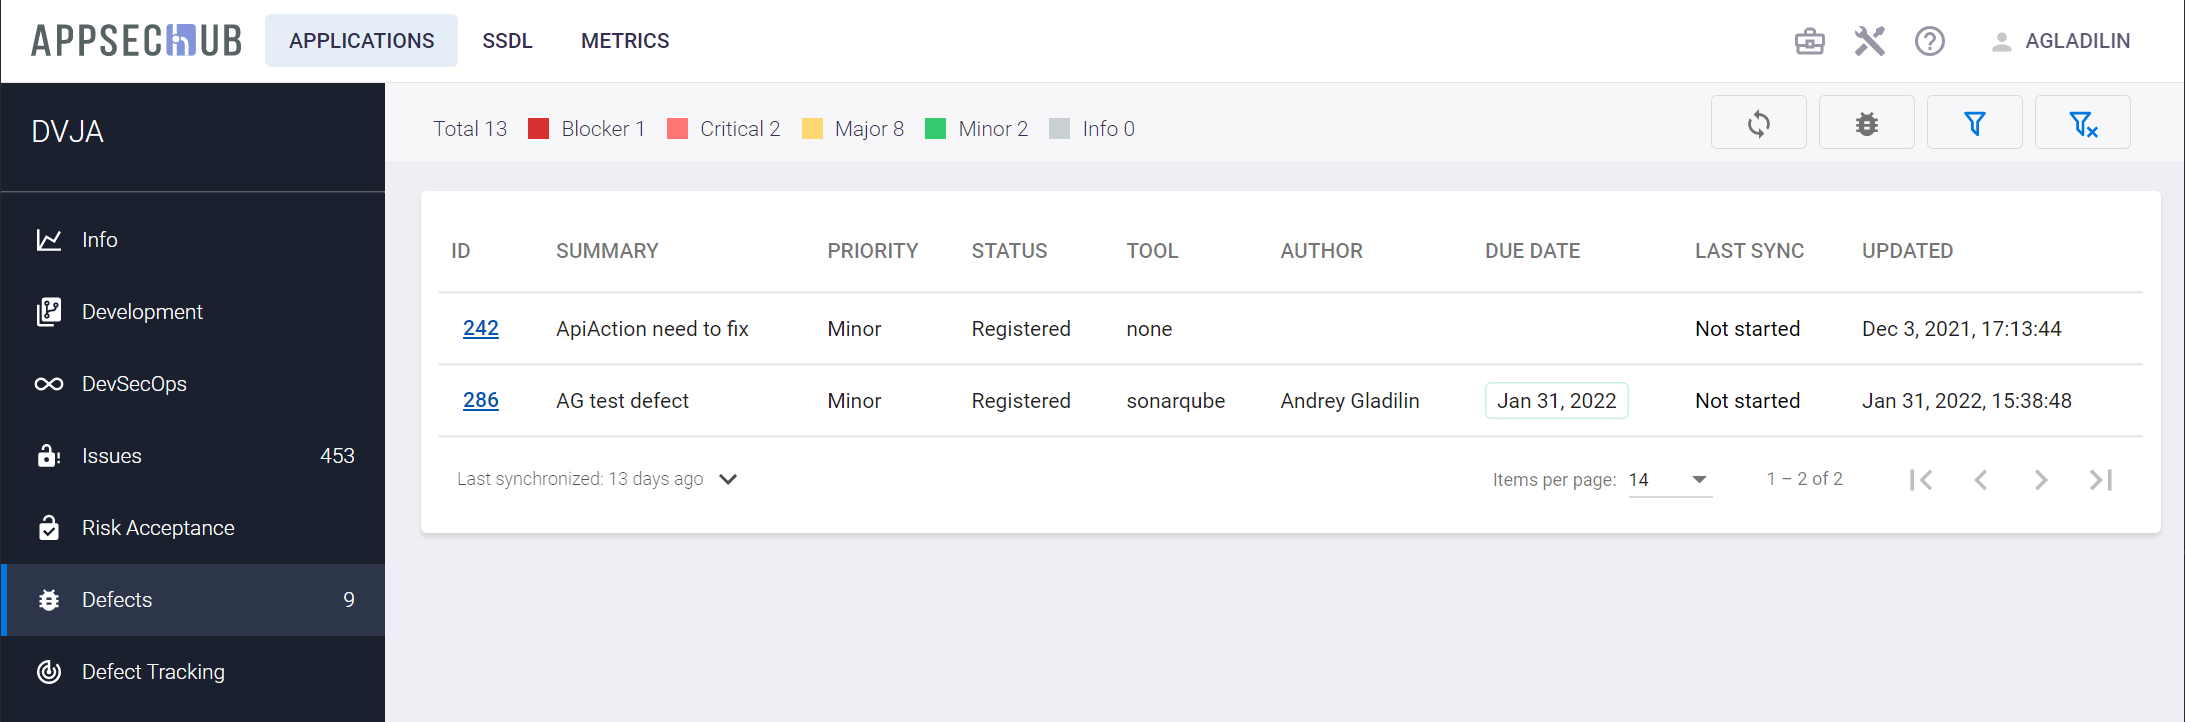 APPSECHUB APPLICATIONS SSDL METRICS AGLADILIN
DVJA
Info
Development
DevSecOps
Issues 453
Risk Acceptance
Defects 9
Defect Tracking
Total 13 Blocker 1 Critical 2 Major 8 Minor 2 Info 0
ID SUMMARY PRIORITY STATUS TOOL AUTHOR DUE DATE LAST SYNC UPDATED
242 ApiAction need to fix Minor Registered none Not started Dec 3, 2021, 17:13:44
286 AG test defect Minor Registered sonarqube Andrey Gladilin Jan 31, 2022 Not started Jan 31, 2022, 15:38:48
Last synchronized: 13 days ago Items per page: 14 1 – 2 of 2